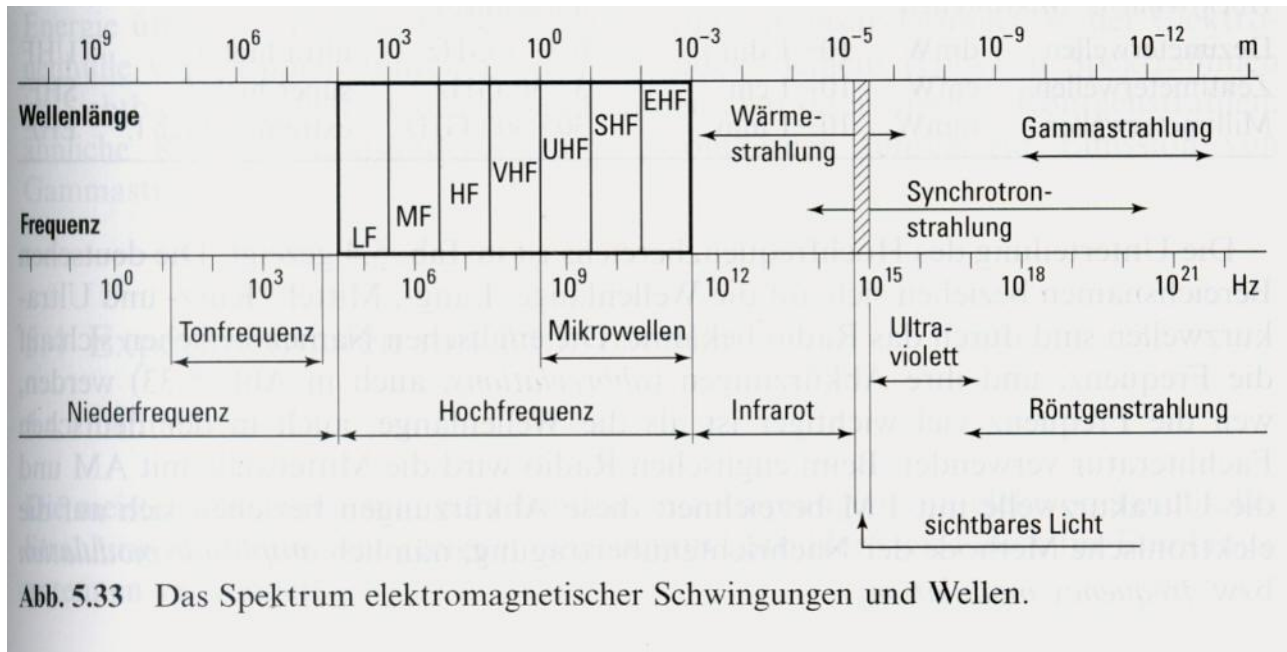 10⁹ 10⁶ 10³ 10⁰ 10⁻³ 10⁻⁵ 10⁻⁹ 10⁻¹² m
Wellenlänge
EHF
SHF
UHF
VHF
HF
MF
LF
Wärme-
strahlung
Gammastrahlung
Synchrotron-
strahlung
Frequenz
10⁰ 10³ 10⁶ 10⁹ 10¹² 10¹⁵ 10¹⁸ 10²¹ Hz
Tonfrequenz
Mikrowellen
Ultra-
violett
Niederfrequenz
Hochfrequenz
Infrarot
Röntgenstrahlung
sichtbares Licht
Abb. 5.33 Das Spektrum elektromagnetischer Schwingungen und Wellen.